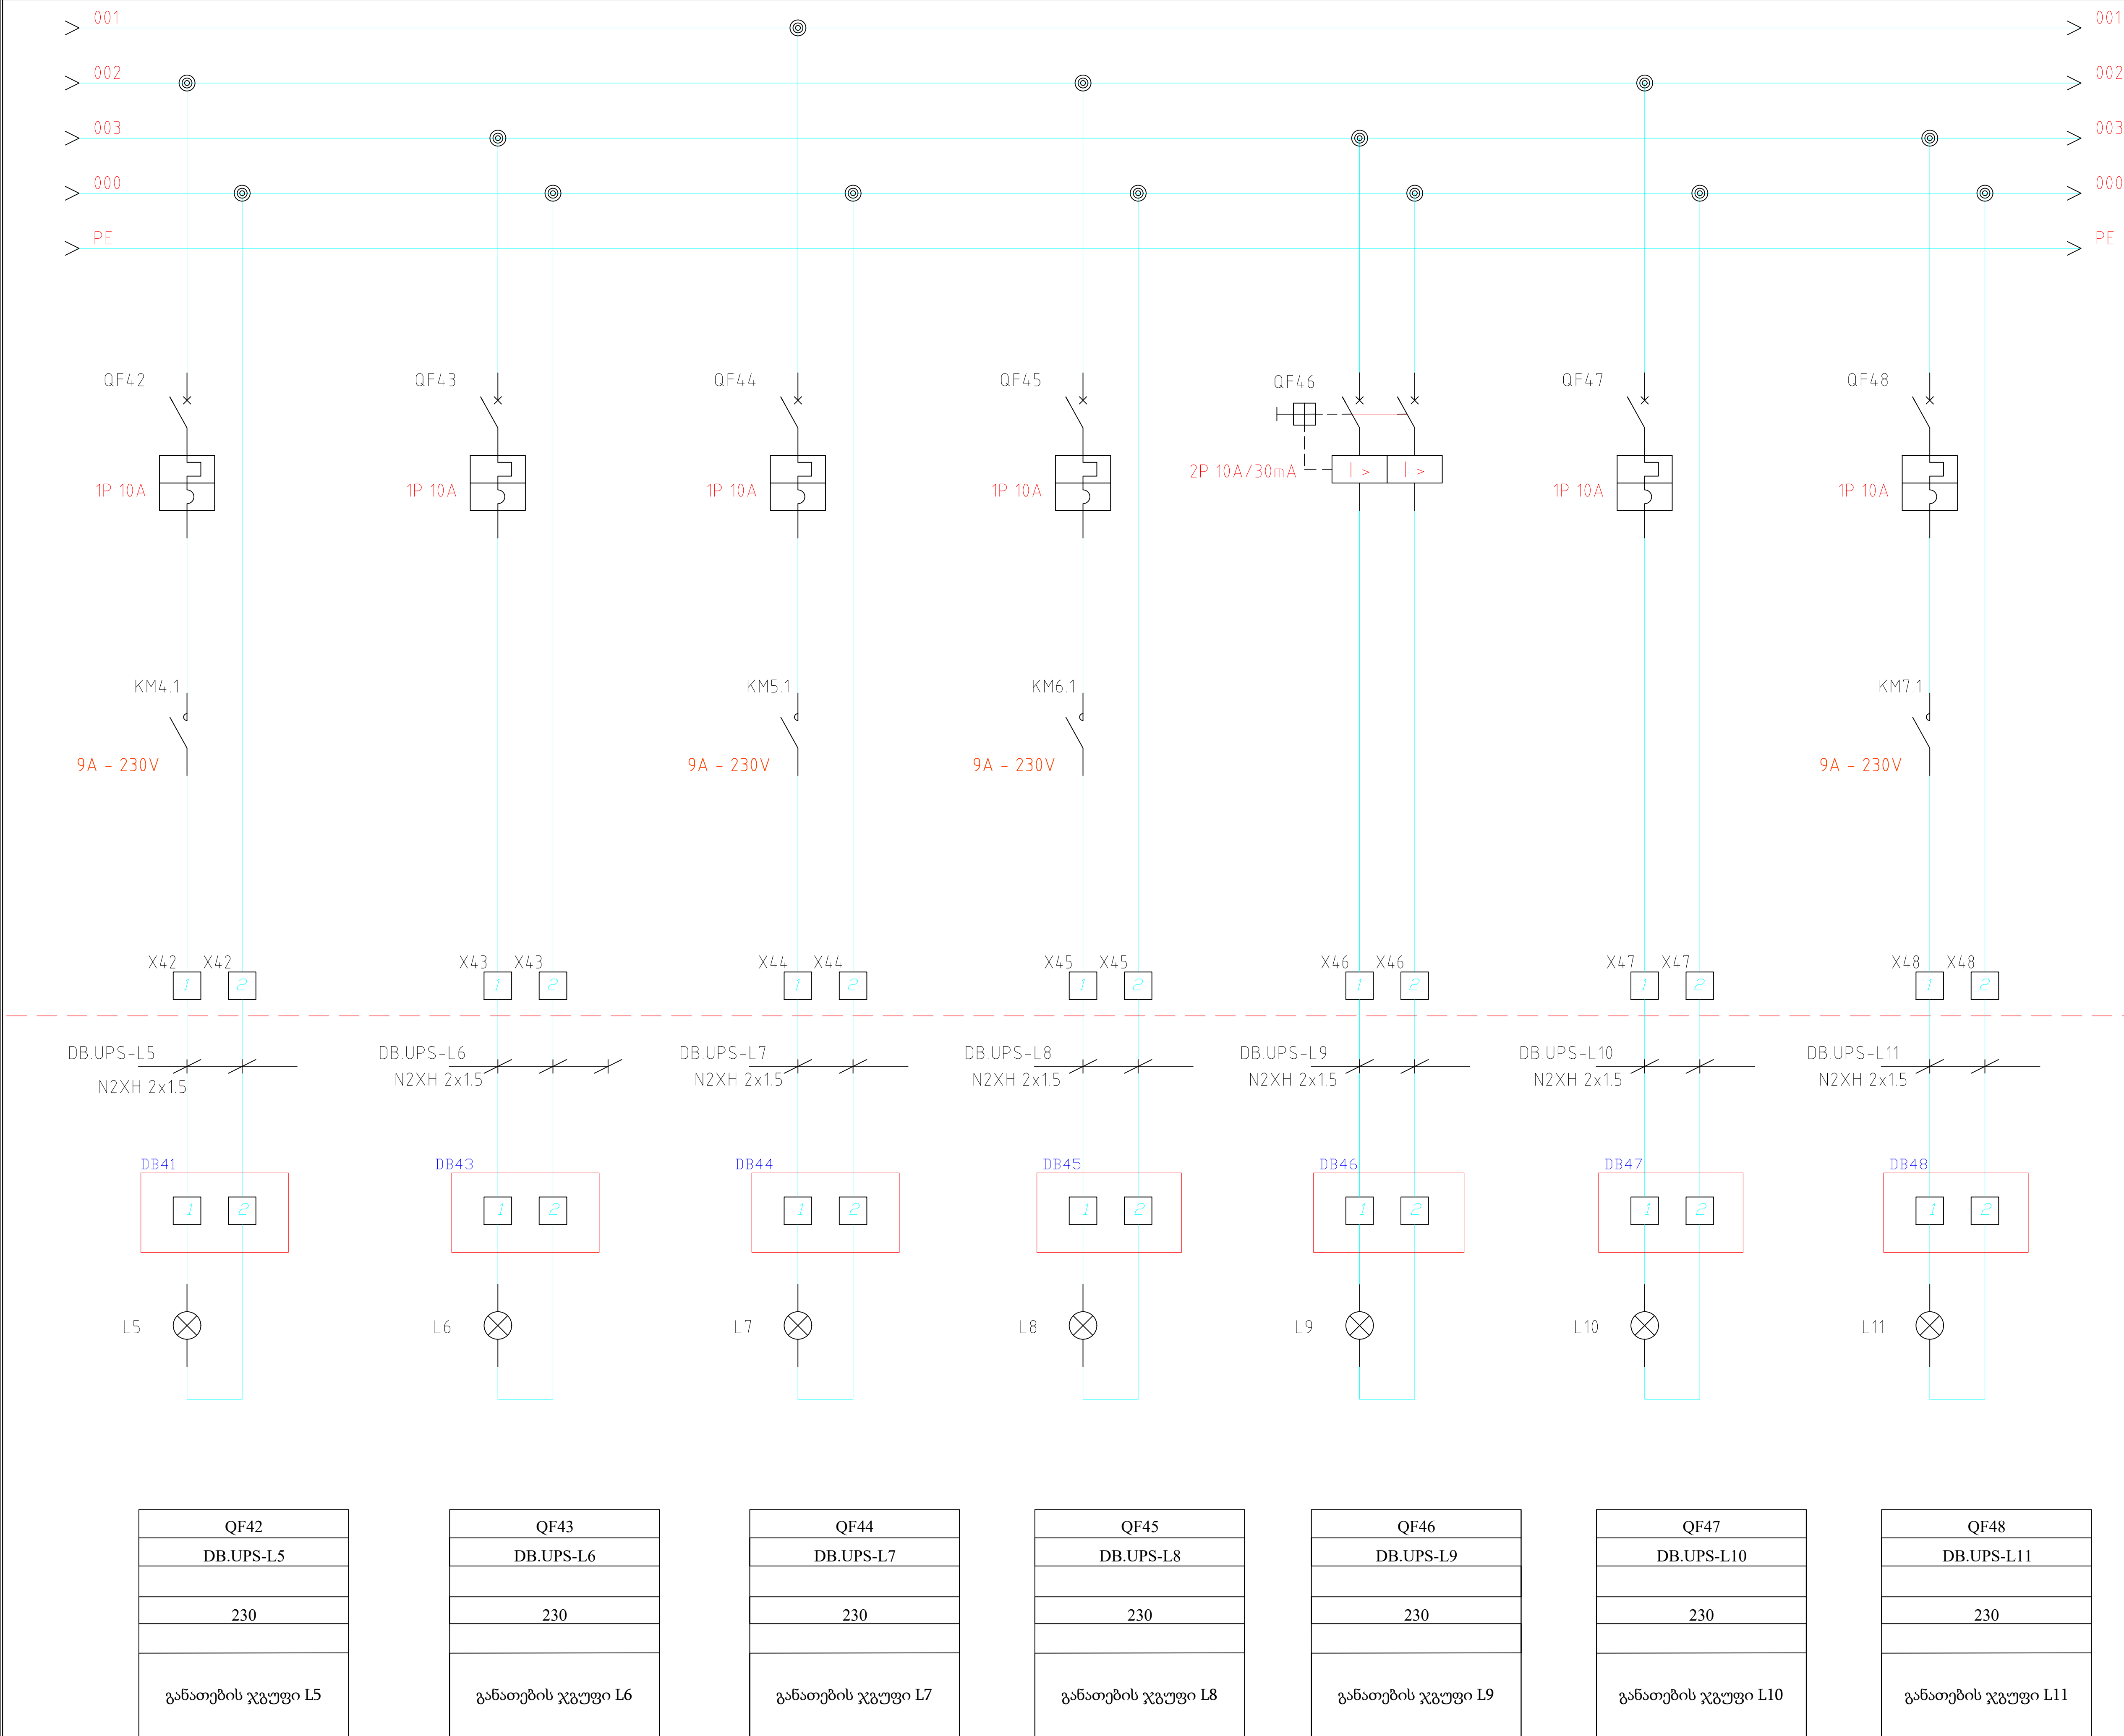 001 001
002 002
003 003
000 000
PE PE
QF42 QF43 QF44 QF45 QF46 QF47 QF48
1P 10A 1P 10A 1P 10A 1P 10A 2P 10A/30mA I > I > 1P 10A 1P 10A
KM4.1 KM5.1 KM6.1 KM7.1
9A - 230V 9A - 230V 9A - 230V 9A - 230V
X42 X42 X43 X43 X44 X44 X45 X45 X46 X46 X47 X47 X48 X48
1 2 1 2 1 2 1 2 1 2 1 2 1 2
DB.UPS-L5 DB.UPS-L6 DB.UPS-L7 DB.UPS-L8 DB.UPS-L9 DB.UPS-L10 DB.UPS-L11
N2XH 2x1.5 N2XH 2x1.5 N2XH 2x1.5 N2XH 2x1.5 N2XH 2x1.5 N2XH 2x1.5 N2XH 2x1.5
DB41 DB43 DB44 DB45 DB46 DB47 DB48
1 2 1 2 1 2 1 2 1 2 1 2 1 2
L5 L6 L7 L8 L9 L10 L11
QF42 QF43 QF44 QF45 QF46 QF47 QF48
DB.UPS-L5 DB.UPS-L6 DB.UPS-L7 DB.UPS-L8 DB.UPS-L9 DB.UPS-L10 DB.UPS-L11
230 230 230 230 230 230 230
განათების ჯგუფი L5 განათების ჯგუფი L6 განათების ჯგუფი L7 განათების ჯგუფი L8 განათების ჯგუფი L9 განათების ჯგუფი L10 განათების ჯგუფი L11